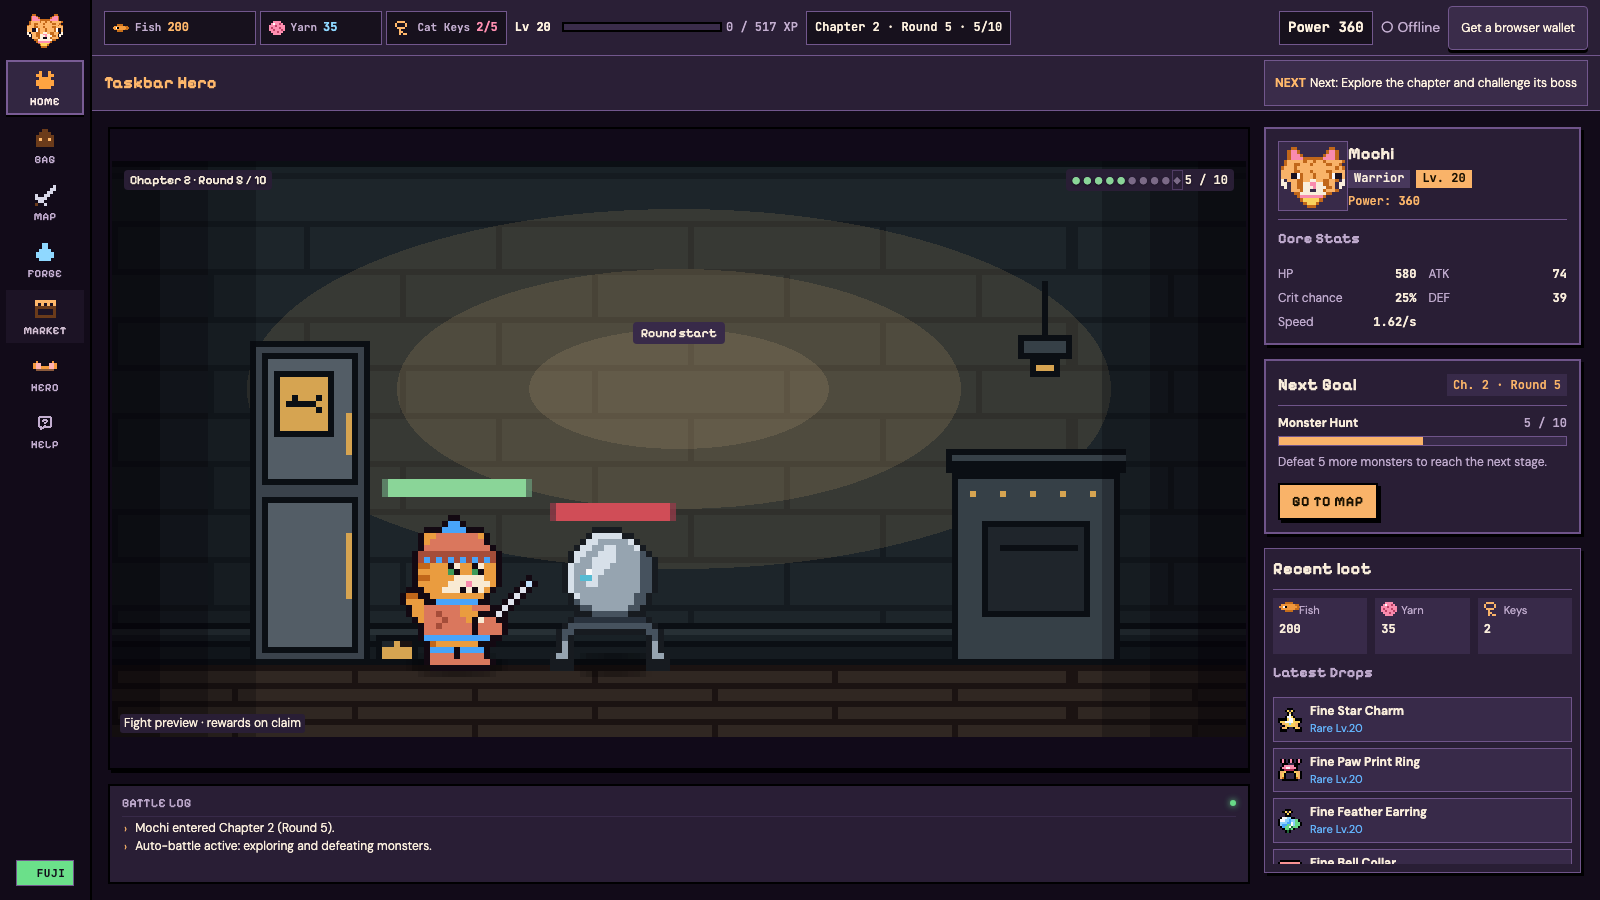 Fish 200
Yarn 35
Cat Keys 2/5
Lv 20
0 / 517 XP
Chapter 2 · Round 5 · 5/10
Power 360
Offline
Get a browser wallet
Taskbar Hero
NEXT Next: Explore the chapter and challenge its boss
HOME
BAG
MAP
FORGE
MARKET
HERO
HELP
FUJI
Chapter 2 · Round 5 / 10
5 / 10
Round start
Fight preview · rewards on claim
BATTLE LOG
› Mochi entered Chapter 2 (Round 5).
› Auto-battle active: exploring and defeating monsters.
Mochi
Warrior Lv. 20
Power: 360
Core Stats
HP 580 ATK 74
Crit chance 25% DEF 39
Speed 1.62/s
Next Goal Ch. 2 · Round 5
Monster Hunt 5 / 10
Defeat 5 more monsters to reach the next stage.
GO TO MAP
Recent loot
Fish Yarn Keys
200 35 2
Latest Drops
Fine Star Charm
Rare Lv.20
Fine Paw Print Ring
Rare Lv.20
Fine Feather Earring
Rare Lv.20
Fine Bell Collar